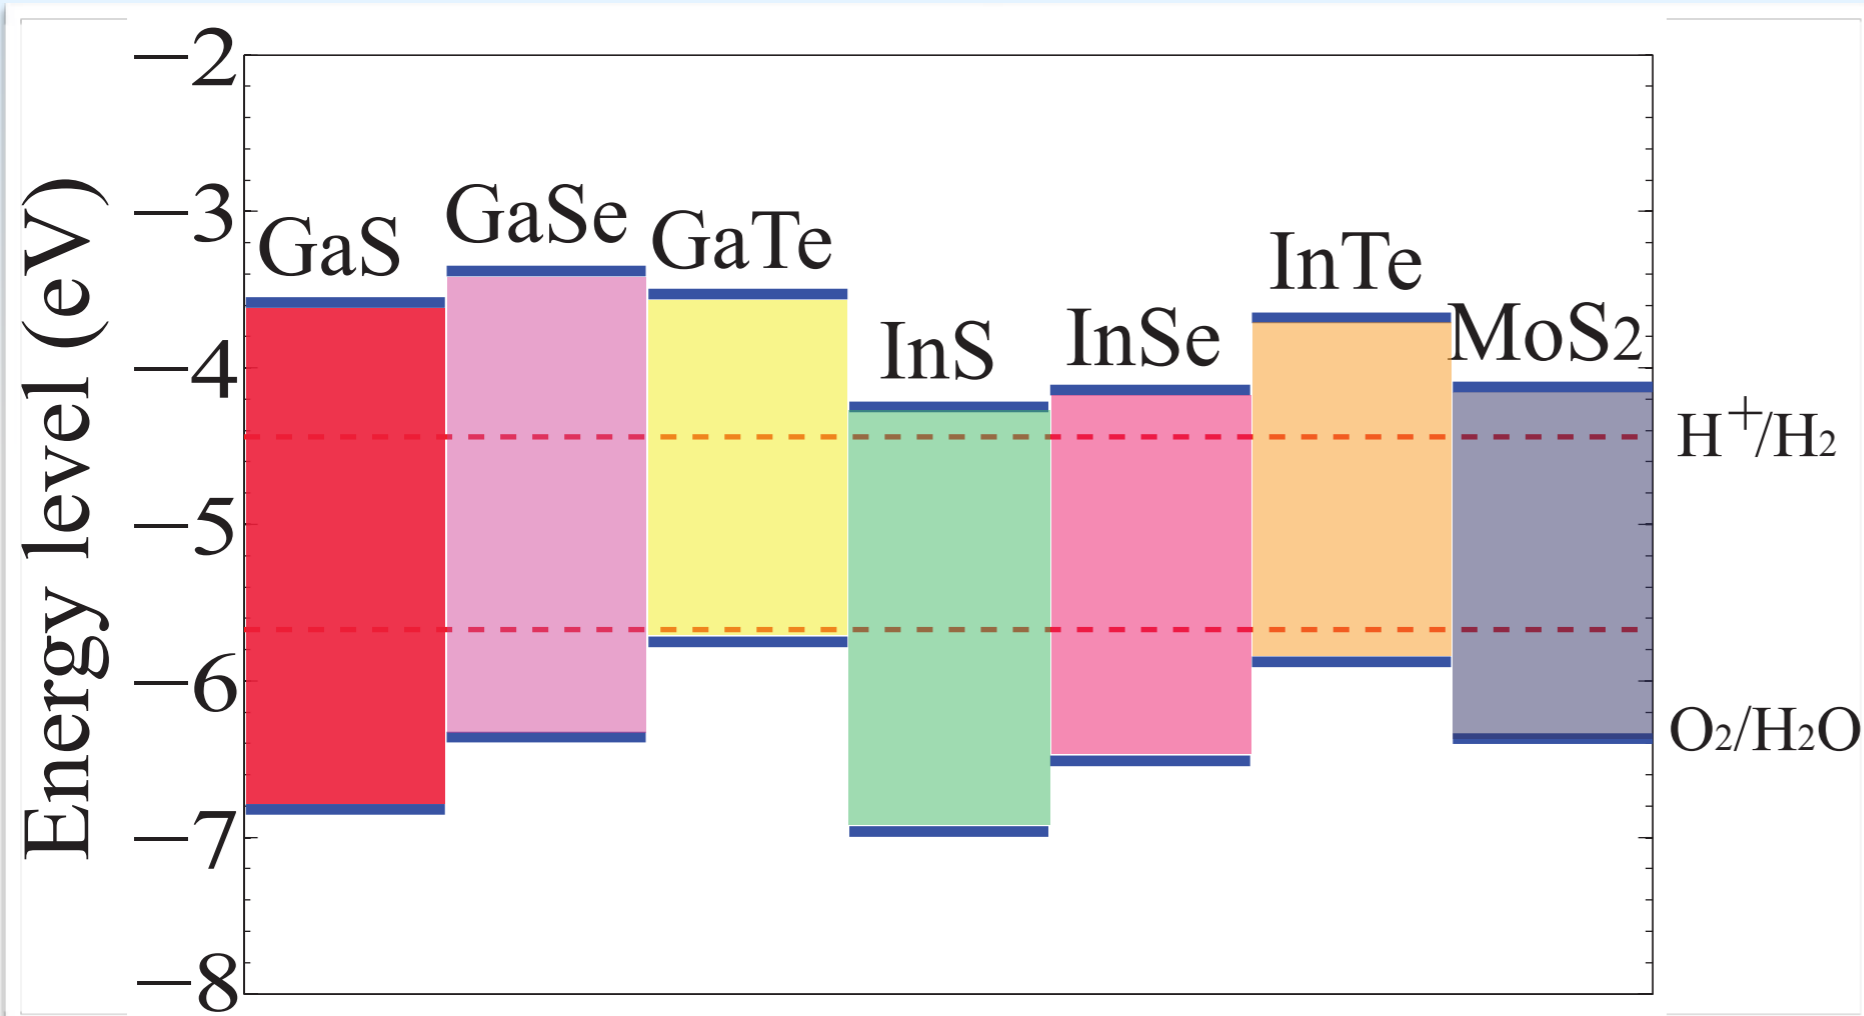 Energy level (eV)
−2
−3
−4
−5
−6
−7
−8
GaS
GaSe
GaTe
InS
InSe
InTe
MoS2
H+/H2
O2/H2O